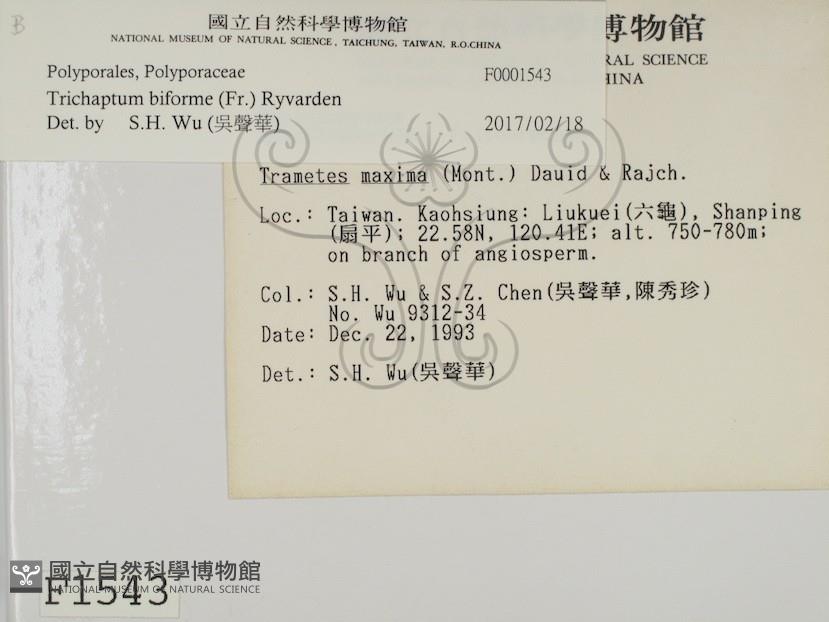 B
國立自然科學博物館
NATIONAL MUSEUM OF NATURAL SCIENCE, TAICHUNG, TAIWAN, R.O.CHINA
Polyporales, Polyporaceae F0001543
Trichaptum biforme (Fr.) Ryvarden
Det. by S.H. Wu (吳聲華) 2017/02/18
博物館
RAL SCIENCE
HINA
Trametes maxima (Mont.) Dauid & Rajch.
Loc.: Taiwan. Kaohsiung: Liukuei(六龜), Shanping
(扇平); 22.58N, 120.41E; alt. 750-780m;
on branch of angiosperm.
Col.: S.H. Wu & S.Z. Chen(吳聲華,陳秀珍)
No. Wu 9312-34
Date: Dec. 22, 1993
Det.: S.H. Wu(吳聲華)
國立自然科學博物館
NATIONAL MUSEUM OF NATURAL SCIENCE
F1543